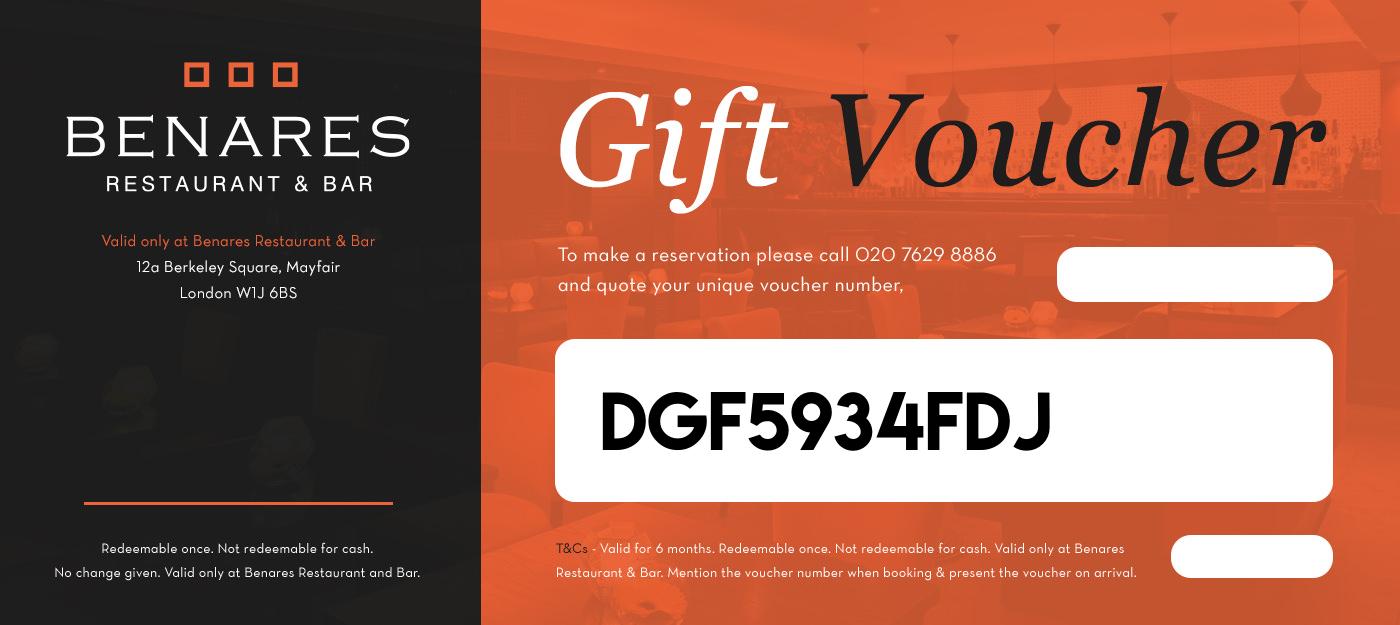 BENARES
RESTAURANT & BAR
Valid only at Benares Restaurant & Bar
12a Berkeley Square, Mayfair
London W1J 6BS
Redeemable once. Not redeemable for cash.
No change given. Valid only at Benares Restaurant and Bar.
Gift Voucher
To make a reservation please call 020 7629 8886
and quote your unique voucher number,
DGF5934FDJ
T&Cs - Valid for 6 months. Redeemable once. Not redeemable for cash. Valid only at Benares
Restaurant & Bar. Mention the voucher number when booking & present the voucher on arrival.